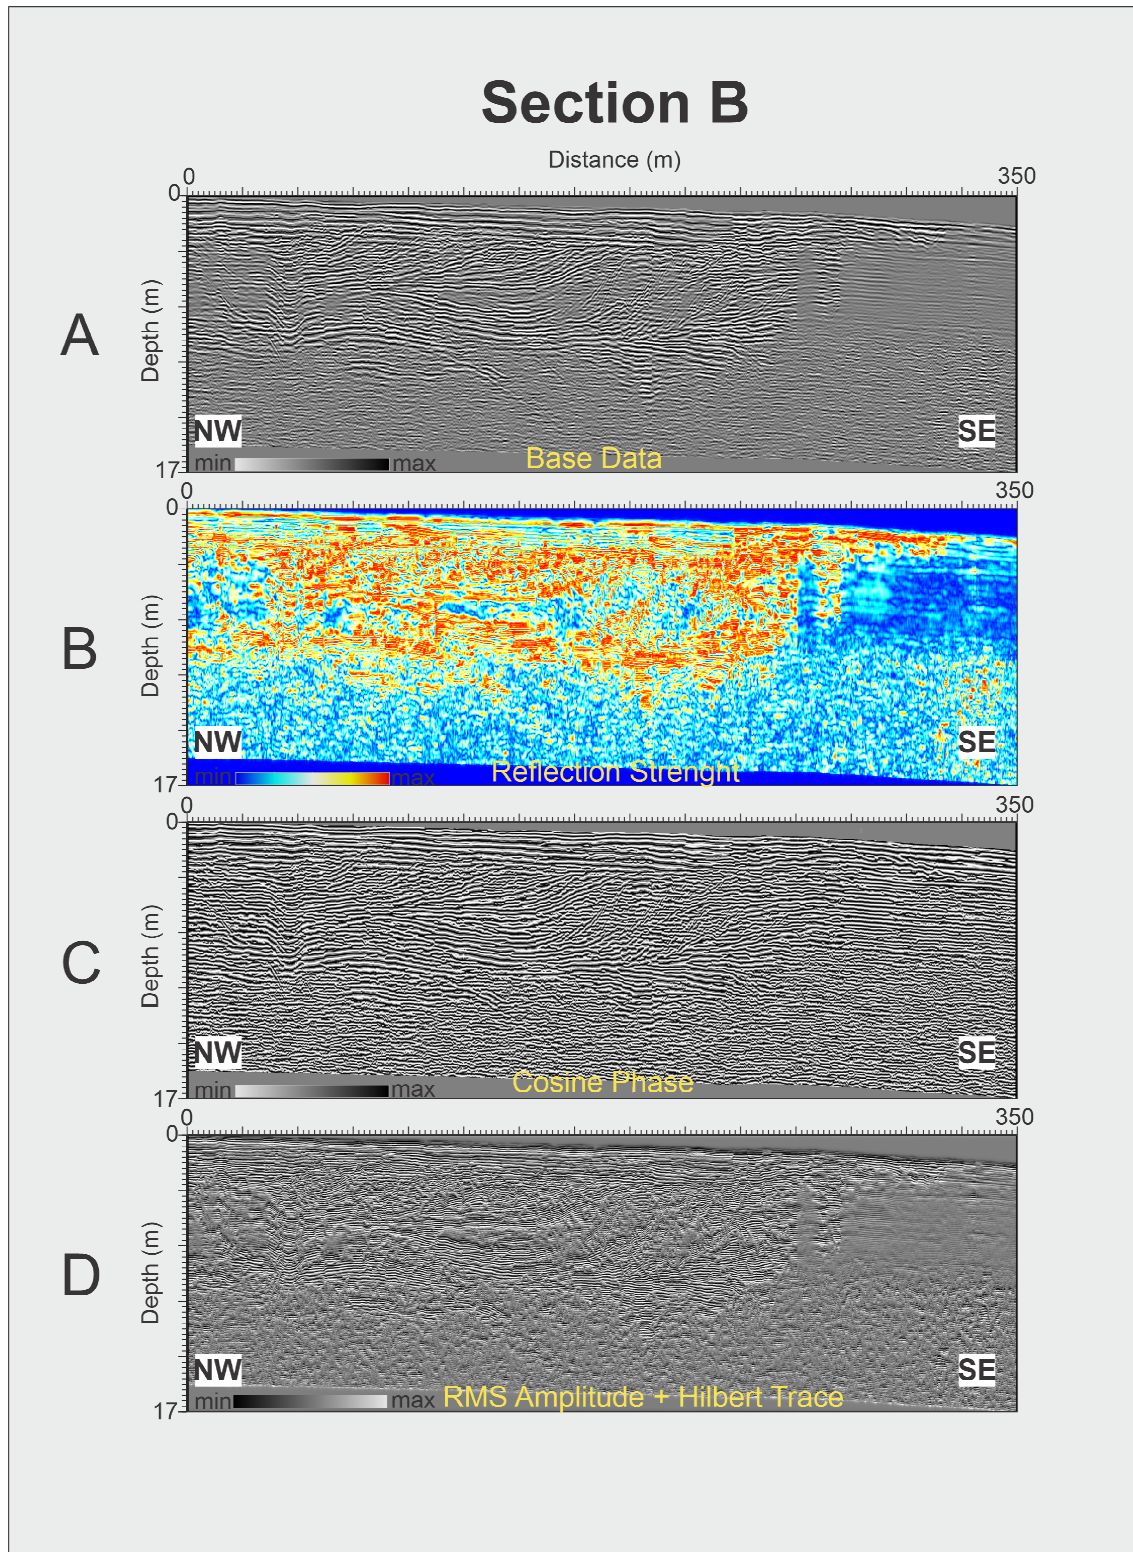 Section B
Distance (m)
0 350
0
A
Depth (m)
NW SE
min max Base Data
17
0 350
0
B
Depth (m)
NW SE
min max Reflection Strenght
17
0 350
0
C
Depth (m)
NW SE
min max Cosine Phase
17
0 350
0
D
Depth (m)
NW SE
min max RMS Amplitude + Hilbert Trace
17